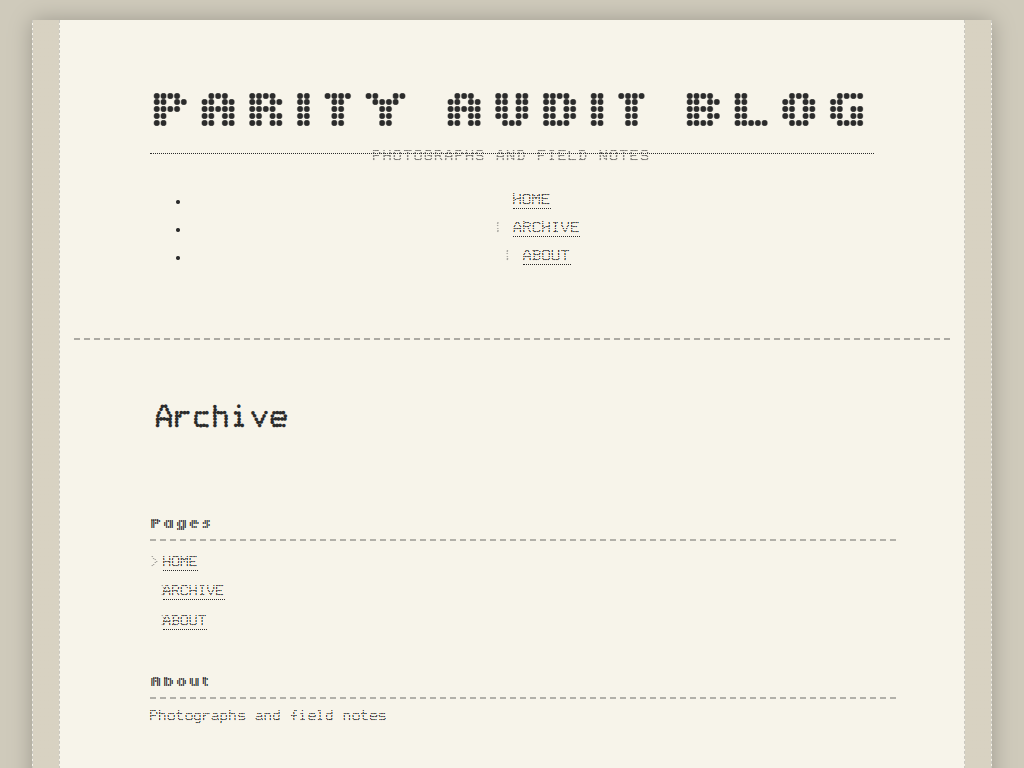 PARITY AUDIT BLOG
PHOTOGRAPHS AND FIELD NOTES
HOME
ARCHIVE
ABOUT
Archive
Pages
> HOME
ARCHIVE
ABOUT
About
Photographs and field notes